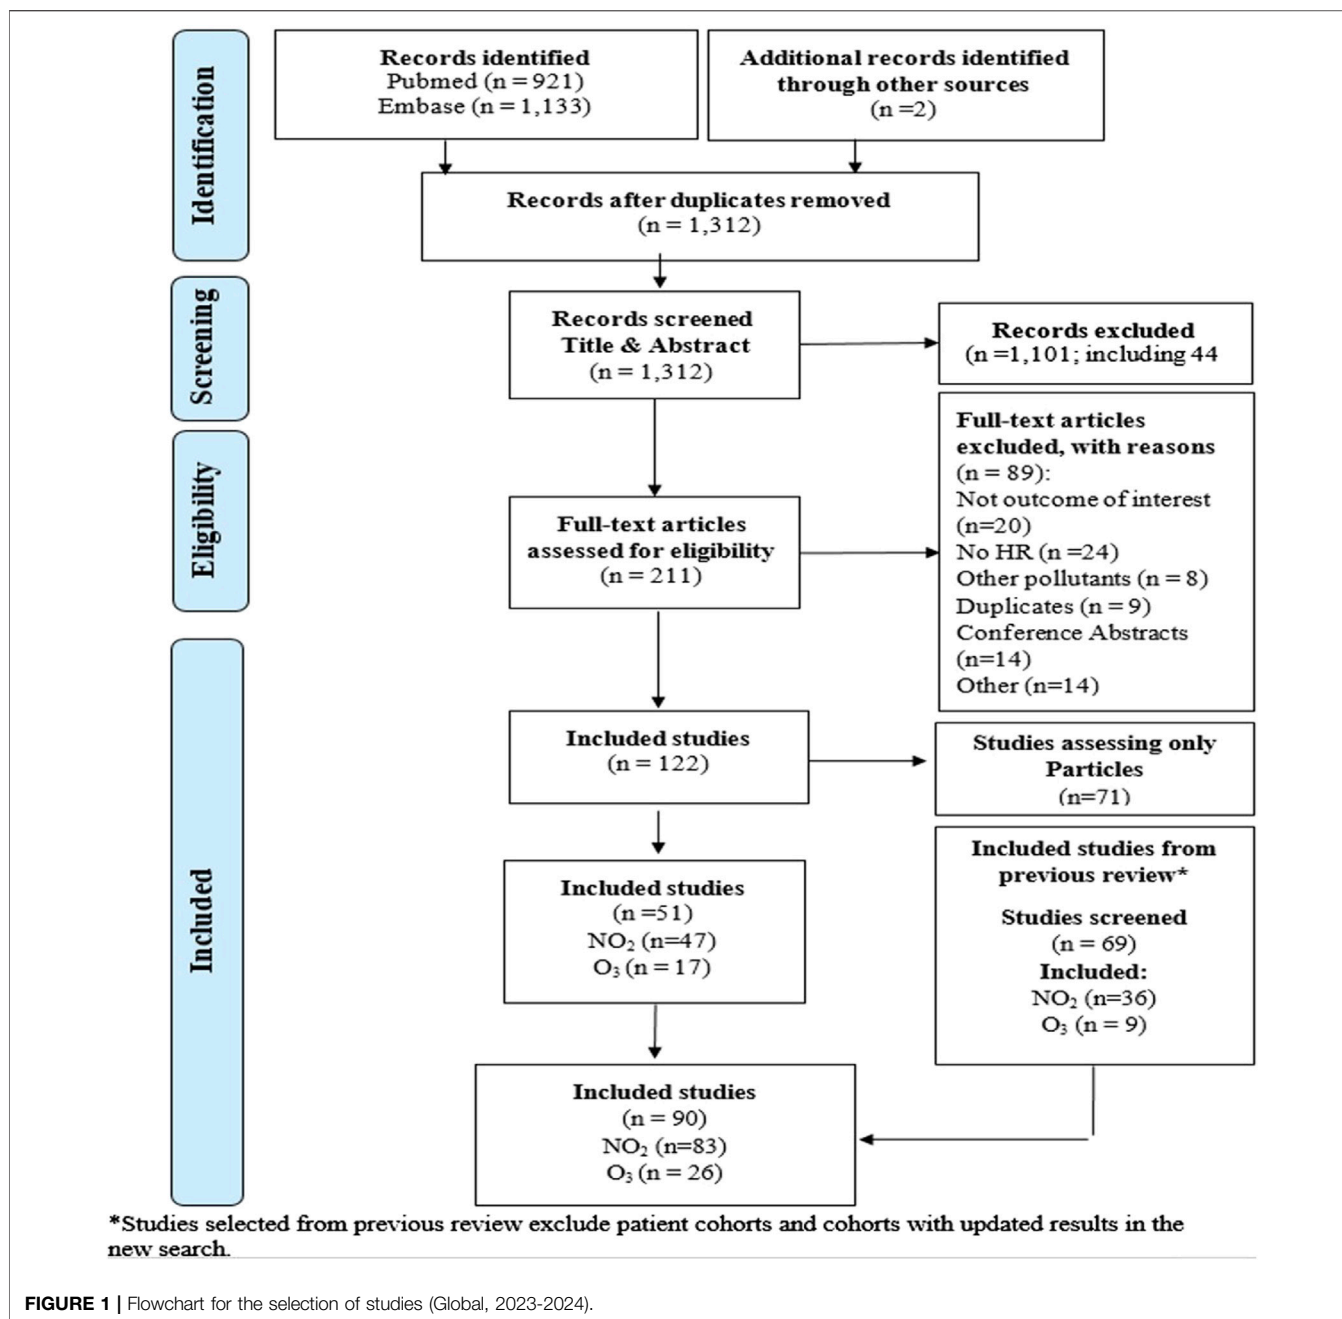 Identification
Records identified
Pubmed (n = 921)
Embase (n = 1,133)
Additional records identified
through other sources
(n =2)
Records after duplicates removed
(n = 1,312)
Screening
Records screened
Title & Abstract
(n = 1,312)
Records excluded
(n =1,101; including 44
Eligibility
Full-text articles
assessed for eligibility
(n = 211)
Full-text articles
excluded, with reasons
(n = 89):
Not outcome of interest
(n=20)
No HR (n =24)
Other pollutants (n = 8)
Duplicates (n = 9)
Conference Abstracts
(n=14)
Other (n=14)
Included
Included studies
(n = 122)
Studies assessing only
Particles
(n=71)
Included studies
(n =51)
NO₂ (n=47)
O₃ (n = 17)
Included studies from
previous review*
Studies screened
(n = 69)
Included:
NO₂ (n=36)
O₃ (n = 9)
Included studies
(n = 90)
NO₂ (n=83)
O₃ (n = 26)
*Studies selected from previous review exclude patient cohorts and cohorts with updated results in the
new search.
FIGURE 1 | Flowchart for the selection of studies (Global, 2023-2024).